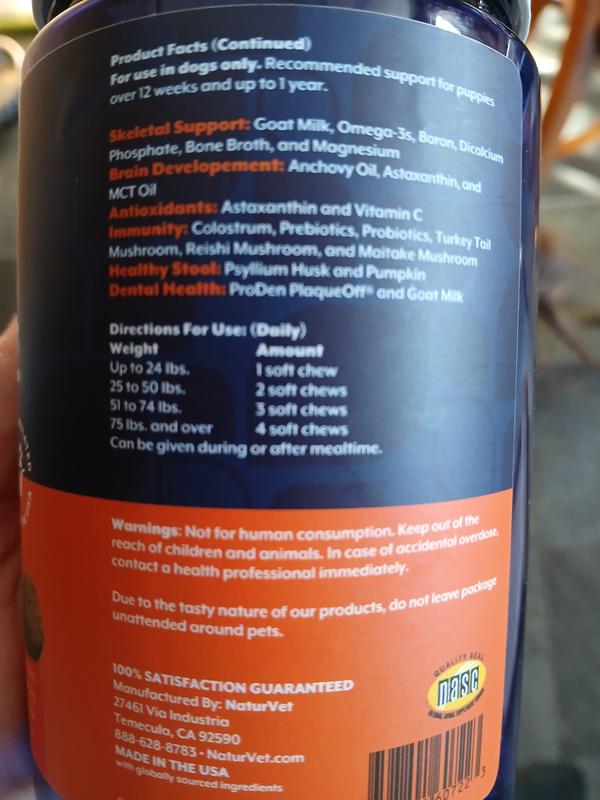 Product Facts (Continued)
For use in dogs only. Recommended support for puppies
over 12 weeks and up to 1 year.
Skeletal Support: Goat Milk, Omega-3s, Boron, Dicalcium
Phosphate, Bone Broth, and Magnesium
Brain Developement: Anchovy Oil, Astaxanthin, and
MCT Oil
Antioxidants: Astaxanthin and Vitamin C
Immunity: Colostrum, Prebiotics, Probiotics, Turkey Tail
Mushroom, Reishi Mushroom, and Maitake Mushroom
Healthy Stool: Psyllium Husk and Pumpkin
Dental Health: ProDen PlaqueOff® and Goat Milk
Directions For Use: (Daily)
Weight Amount
Up to 24 lbs. 1 soft chew
25 to 50 lbs. 2 soft chews
51 to 74 lbs. 3 soft chews
75 lbs. and over 4 soft chews
Can be given during or after mealtime.
Warnings: Not for human consumption. Keep out of the
reach of children and animals. In case of accidental overdose,
contact a health professional immediately.
Due to the tasty nature of our products, do not leave package
unattended around pets.
100% SATISFACTION GUARANTEED
Manufactured By: NaturVet
27461 Via Industria
Temecula, CA 92590
888-628-8783 • NaturVet.com
MADE IN THE USA
with globally sourced ingredients
QUALITY SEAL
nasc
60722 3